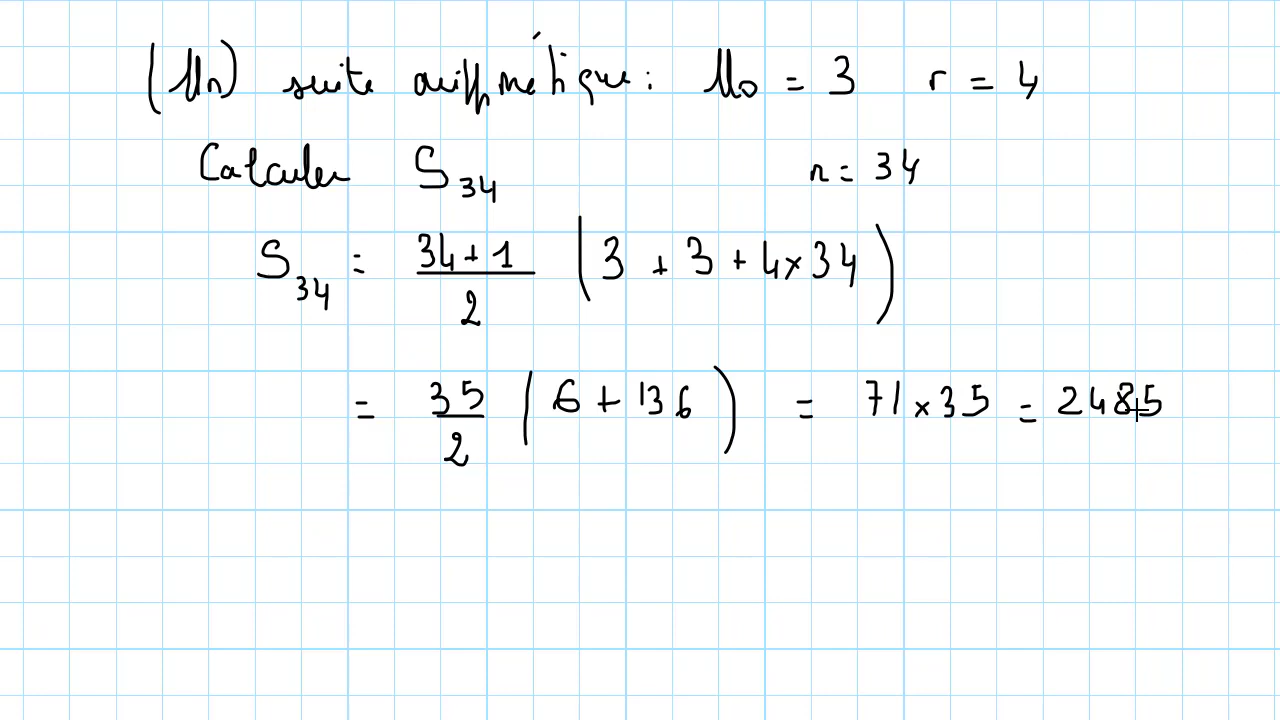 (Un) suite arithmétique : U0 = 3 r = 4
Calculer S34 n = 34
S34 = 34+1/2 (3 + 3 + 4×34)
= 35/2 (6 + 136) = 71×35 = 2485